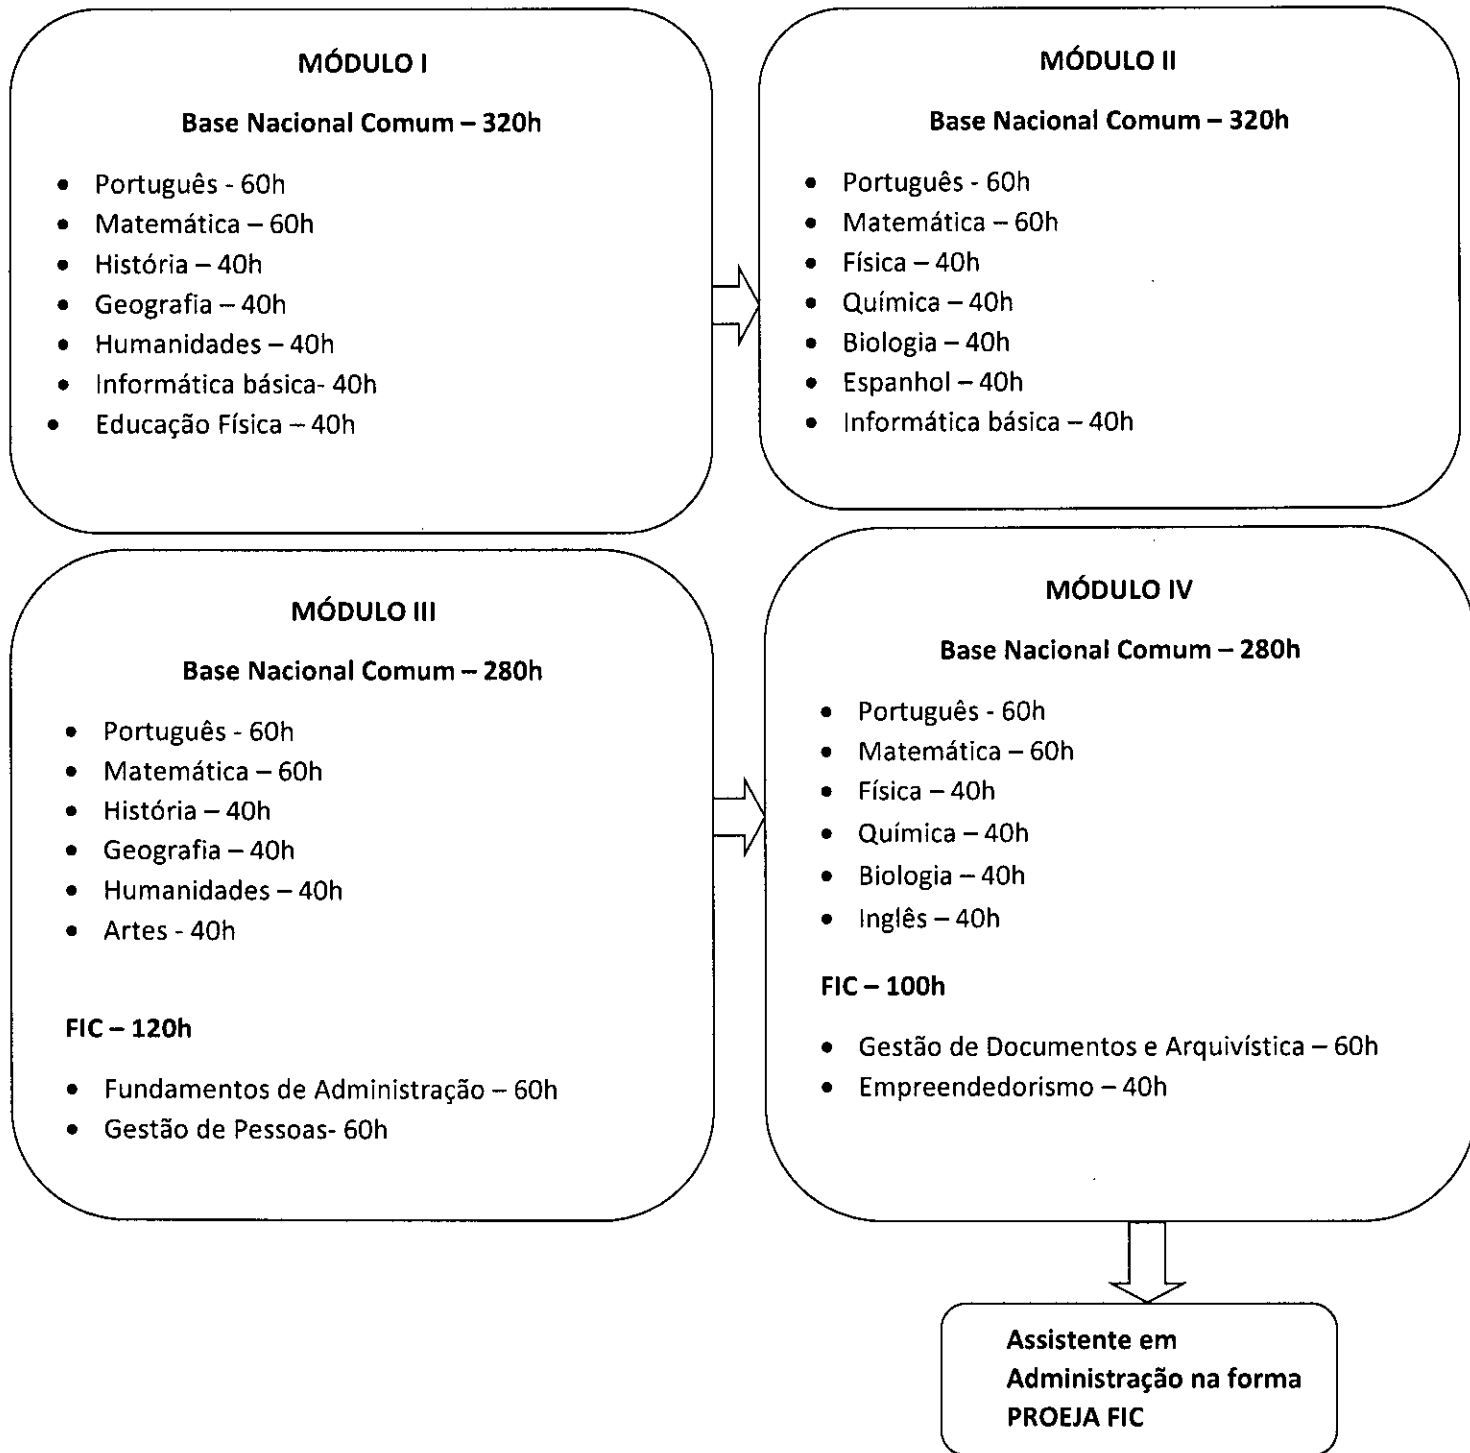 MÓDULO I
Base Nacional Comum – 320h
• Português - 60h
• Matemática – 60h
• História – 40h
• Geografia – 40h
• Humanidades – 40h
• Informática básica- 40h
• Educação Física – 40h
MÓDULO II
Base Nacional Comum – 320h
• Português - 60h
• Matemática – 60h
• Física – 40h
• Química – 40h
• Biologia – 40h
• Espanhol – 40h
• Informática básica – 40h
MÓDULO III
Base Nacional Comum – 280h
• Português - 60h
• Matemática – 60h
• História – 40h
• Geografia – 40h
• Humanidades – 40h
• Artes - 40h
FIC – 120h
• Fundamentos de Administração – 60h
• Gestão de Pessoas- 60h
MÓDULO IV
Base Nacional Comum – 280h
• Português - 60h
• Matemática – 60h
• Física – 40h
• Química – 40h
• Biologia – 40h
• Inglês – 40h
FIC – 100h
• Gestão de Documentos e Arquivística – 60h
• Empreendedorismo – 40h
Assistente em
Administração na forma
PROEJA FIC